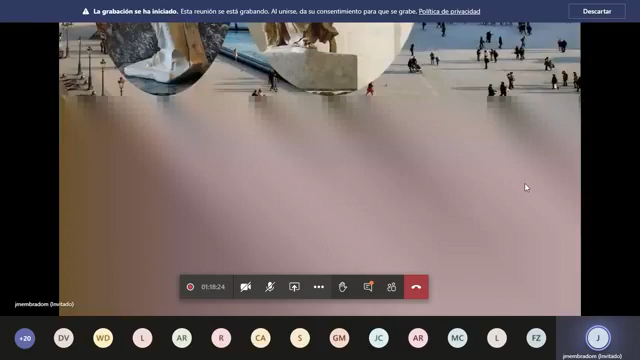 La grabación se ha iniciado. Esta reunión se está grabando. Al unirse, da su consentimiento para que se grabe. Política de privacidad
Descartar
01:18:24
jmembradom (Invitado)
+20 DV WD L AR R CA S GM JC AR MC L FZ J
jmembradom (Invitado)